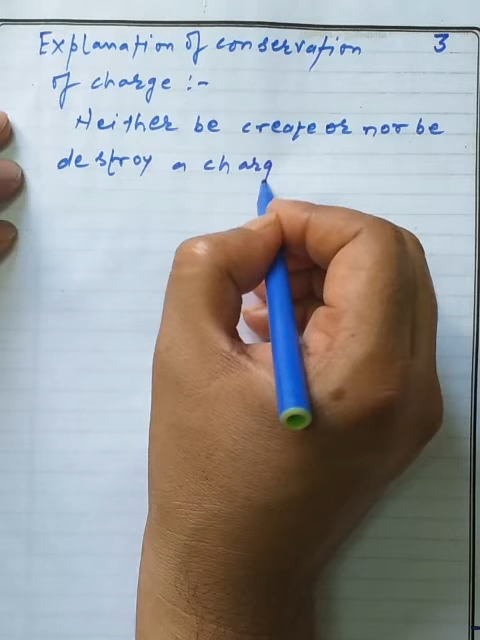 Explanation of conservation 3
of charge :-
Neither be create or nor be
destroy a charg